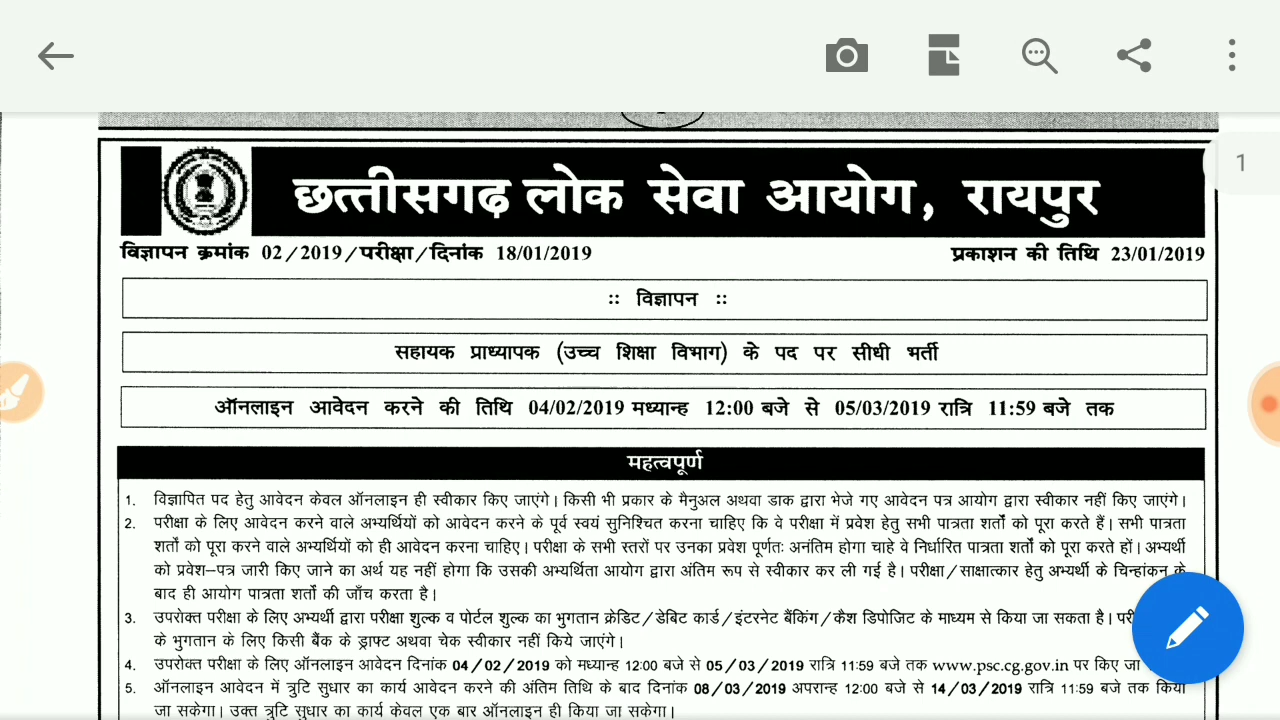 1
छत्तीसगढ़ लोक सेवा आयोग, रायपुर
विज्ञापन क्रमांक 02/2019/परीक्षा/दिनांक 18/01/2019 प्रकाशन की तिथि 23/01/2019
:: विज्ञापन ::
सहायक प्राध्यापक (उच्च शिक्षा विभाग) के पद पर सीधी भर्ती
ऑनलाइन आवेदन करने की तिथि 04/02/2019 मध्यान्ह 12:00 बजे से 05/03/2019 रात्रि 11:59 बजे तक
महत्वपूर्ण
1. विज्ञापित पद हेतु आवेदन केवल ऑनलाइन ही स्वीकार किए जाएंगे। किसी भी प्रकार के मैनुअल अथवा डाक द्वारा भेजे गए आवेदन पत्र आयोग द्वारा स्वीकार नहीं किए जाएंगे।
2. परीक्षा के लिए आवेदन करने वाले अभ्यर्थियों को आवेदन करने के पूर्व स्वयं सुनिश्चित करना चाहिए कि वे परीक्षा में प्रवेश हेतु सभी पात्रता शर्तों को पूरा करते हैं। सभी पात्रता
शर्तों को पूरा करने वाले अभ्यर्थियों को ही आवेदन करना चाहिए। परीक्षा के सभी स्तरों पर उनका प्रवेश पूर्णतः अनंतिम होगा चाहे वे निर्धारित पात्रता शर्तों को पूरा करते हों। अभ्यर्थी
को प्रवेश–पत्र जारी किए जाने का अर्थ यह नहीं होगा कि उसकी अभ्यर्थिता आयोग द्वारा अंतिम रूप से स्वीकार कर ली गई है। परीक्षा/साक्षात्कार हेतु अभ्यर्थी के चिन्हांकन के
बाद ही आयोग पात्रता शर्तों की जाँच करता है।
3. उपरोक्त परीक्षा के लिए अभ्यर्थी द्वारा परीक्षा शुल्क व पोर्टल शुल्क का भुगतान क्रेडिट/डेबिट कार्ड/इंटरनेट बैंकिंग/कैश डिपोजिट के माध्यम से किया जा सकता है।
के भुगतान के लिए किसी बैंक के ड्राफ्ट अथवा चेक स्वीकार नहीं किये जाएंगे।
4. उपरोक्त परीक्षा के लिए ऑनलाइन आवेदन दिनांक 04/02/2019 को मध्यान्ह 12:00 बजे से 05/03/2019 रात्रि 11:59 बजे तक www.psc.cg.gov.in पर किए जा
5. ऑनलाइन आवेदन में त्रुटि सुधार का कार्य आवेदन करने की अंतिम तिथि के बाद दिनांक 08/03/2019 अपरान्ह 12:00 बजे से 14/03/2019 रात्रि 11:59 बजे तक किया
जा सकेगा। उक्त त्रुटि सुधार का कार्य केवल एक बार ऑनलाइन ही किया जा सकेगा।